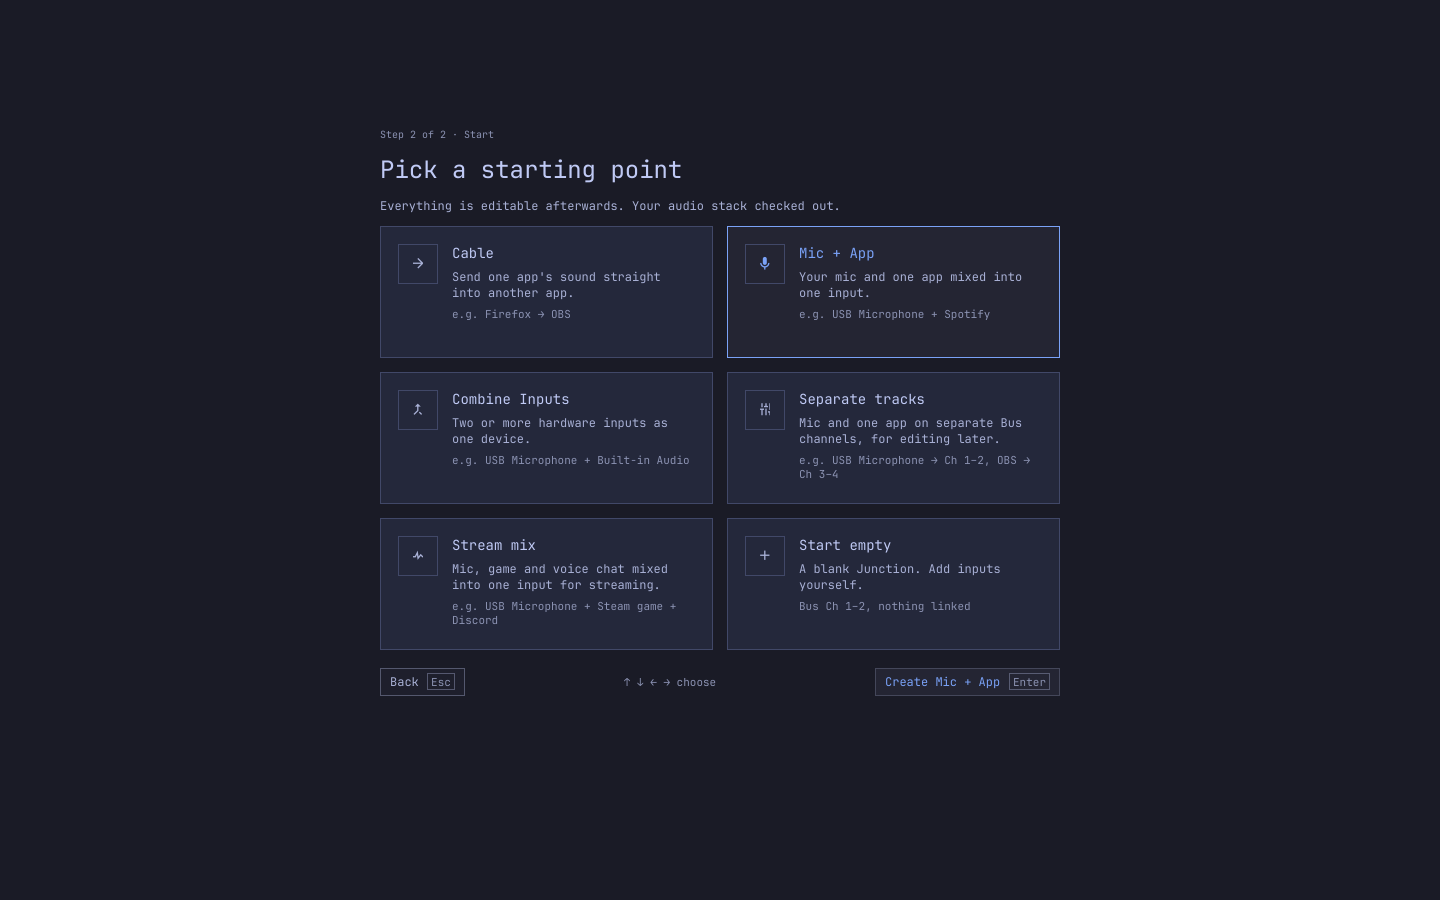 Step 2 of 2 · Start
Pick a starting point
Everything is editable afterwards. Your audio stack checked out.
Cable
Send one app's sound straight
into another app.
e.g. Firefox → OBS
Mic + App
Your mic and one app mixed into
one input.
e.g. USB Microphone + Spotify
Combine Inputs
Two or more hardware inputs as
one device.
e.g. USB Microphone + Built-in Audio
Separate tracks
Mic and one app on separate Bus
channels, for editing later.
e.g. USB Microphone → Ch 1–2, OBS →
Ch 3–4
Stream mix
Mic, game and voice chat mixed
into one input for streaming.
e.g. USB Microphone + Steam game +
Discord
Start empty
A blank Junction. Add inputs
yourself.
Bus Ch 1–2, nothing linked
Back Esc
↑ ↓ ← → choose
Create Mic + App Enter